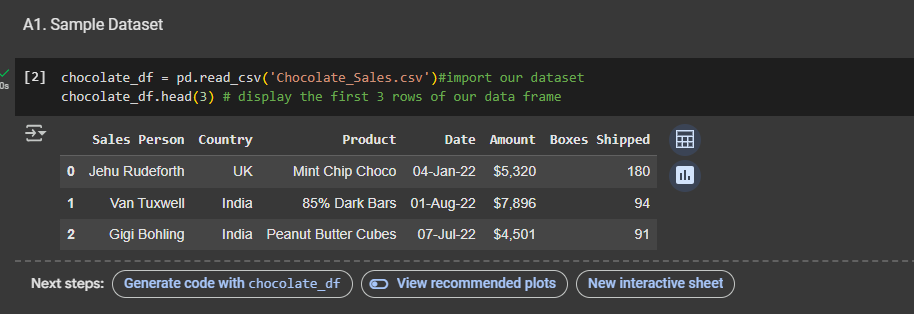 A1. Sample Dataset
0s
[2] chocolate_df = pd.read_csv('Chocolate_Sales.csv')#import our dataset
chocolate_df.head(3) # display the first 3 rows of our data frame
Sales Person Country Product Date Amount Boxes Shipped
0 Jehu Rudeforth UK Mint Chip Choco 04-Jan-22 $5,320 180
1 Van Tuxwell India 85% Dark Bars 01-Aug-22 $7,896 94
2 Gigi Bohling India Peanut Butter Cubes 07-Jul-22 $4,501 91
Next steps: Generate code with chocolate_df View recommended plots New interactive sheet